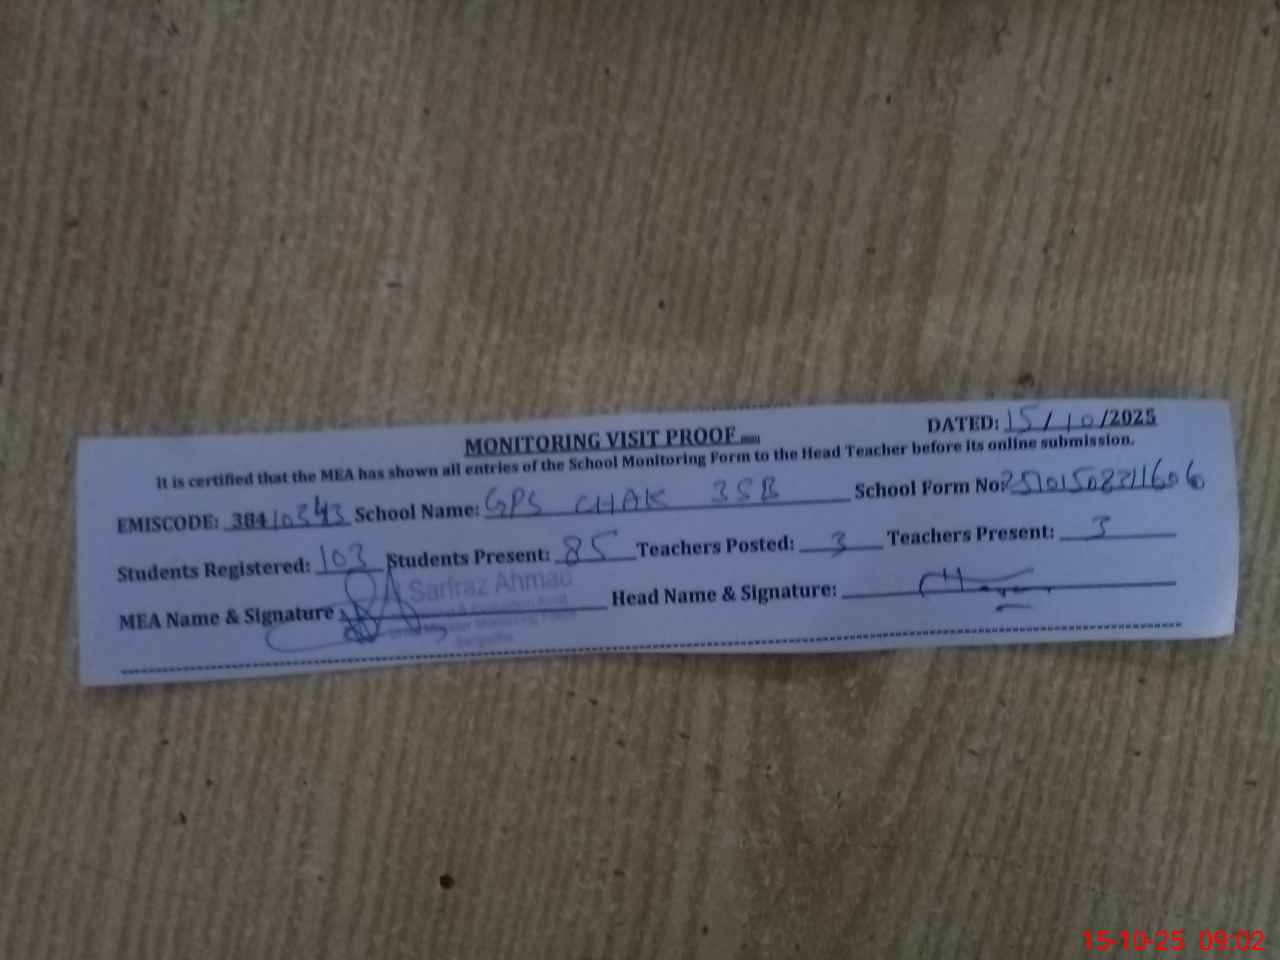 DATED: 15/10/2025
MONITORING VISIT PROOF
It is certified that the MEA has shown all entries of the School Monitoring Form to the Head Teacher before its online submission.
EMISCODE: 38410343 School Name: GPS CHAK 35B School Form No:
Students Registered: 103 Students Present: 85 Teachers Posted: 3 Teachers Present: 3
MEA Name & Signature Sarfraz Ahmad Head Name & Signature:
15-10-25 09:02